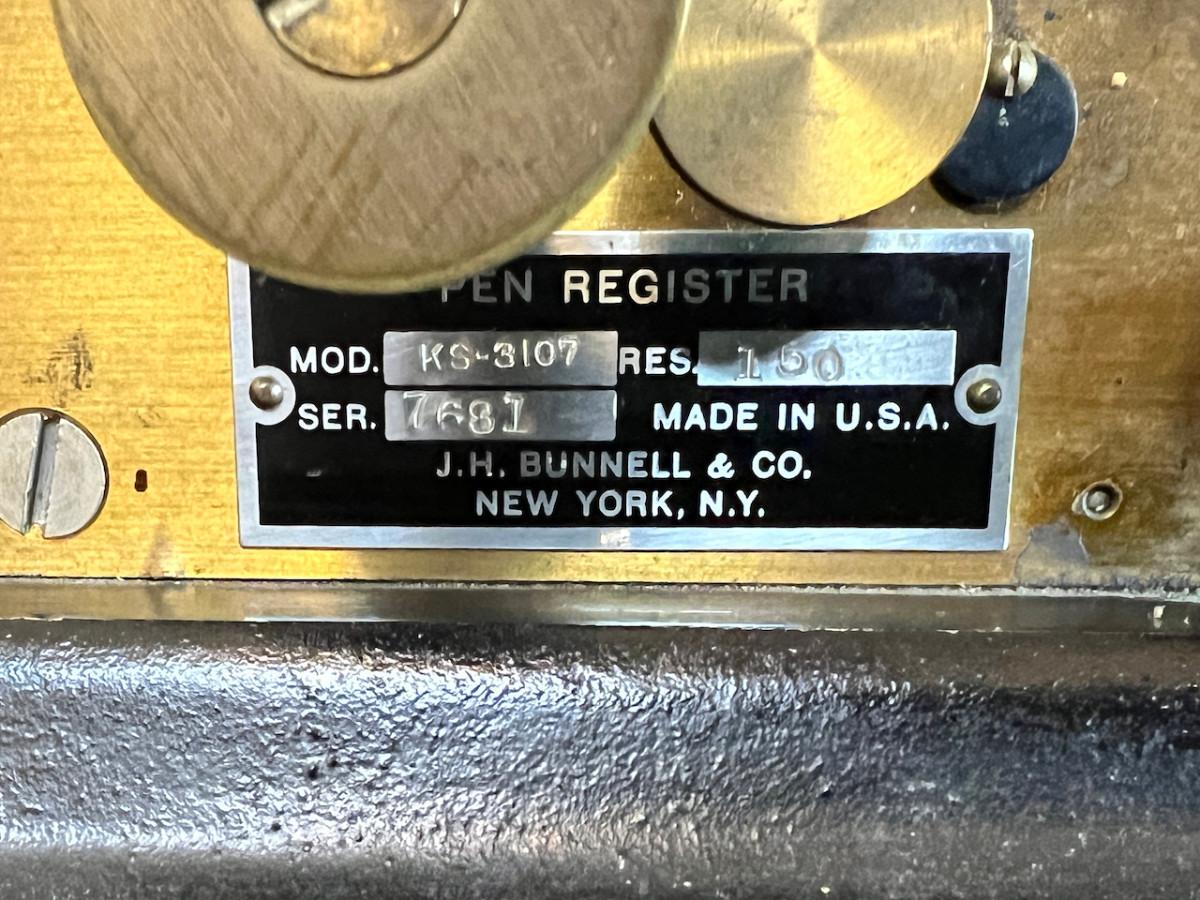 PEN REGISTER
MOD. KS-3107 RES. 150
SER. 7681 MADE IN U.S.A.
J.H. BUNNELL & CO.
NEW YORK, N.Y.